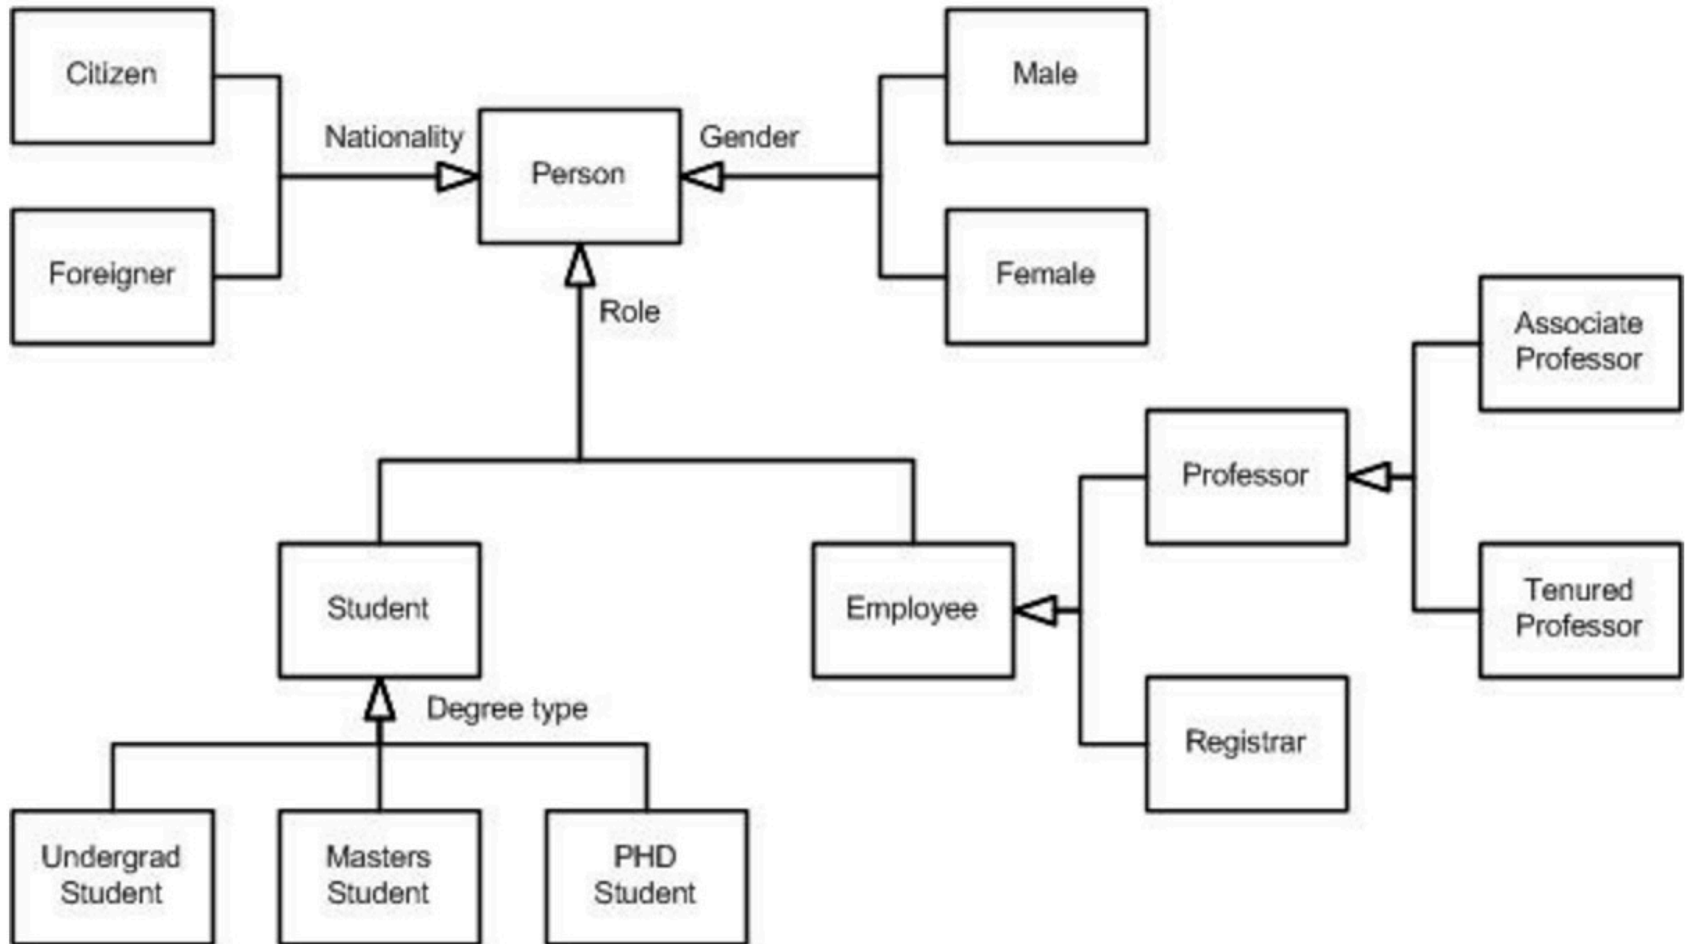 Citizen
Male
Nationality
Gender
Person
Foreigner
Female
Role
Associate
Professor
Professor
Tenured
Professor
Student
Employee
Degree type
Registrar
Undergrad
Student
Masters
Student
PHD
Student